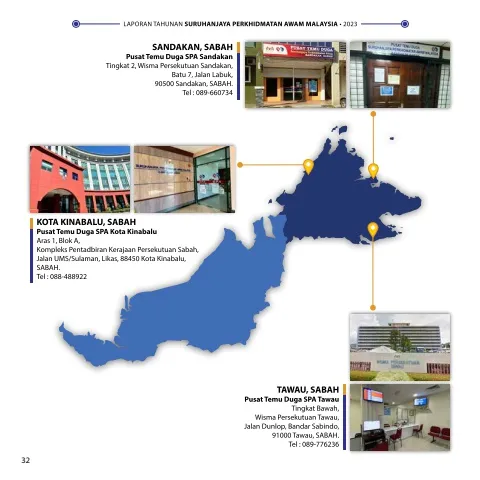 LAPORAN TAHUNAN SURUHANJAYA PERKHIDMATAN AWAM MALAYSIA • 2023
SANDAKAN, SABAH
Pusat Temu Duga SPA Sandakan
Tingkat 2, Wisma Persekutuan Sandakan,
Batu 7, Jalan Labuk,
90500 Sandakan, SABAH.
Tel : 089-660734
PUSAT TEMU DUGA
KOTA KINABALU, SABAH
Pusat Temu Duga SPA Kota Kinabalu
Aras 1, Blok A,
Kompleks Pentadbiran Kerajaan Persekutuan Sabah,
Jalan UMS/Sulaman, Likas, 88450 Kota Kinabalu,
SABAH.
Tel : 088-488922
TAWAU, SABAH
Pusat Temu Duga SPA Tawau
Tingkat Bawah,
Wisma Persekutuan Tawau,
Jalan Dunlop, Bandar Sabindo,
91000 Tawau, SABAH.
Tel : 089-776236
32